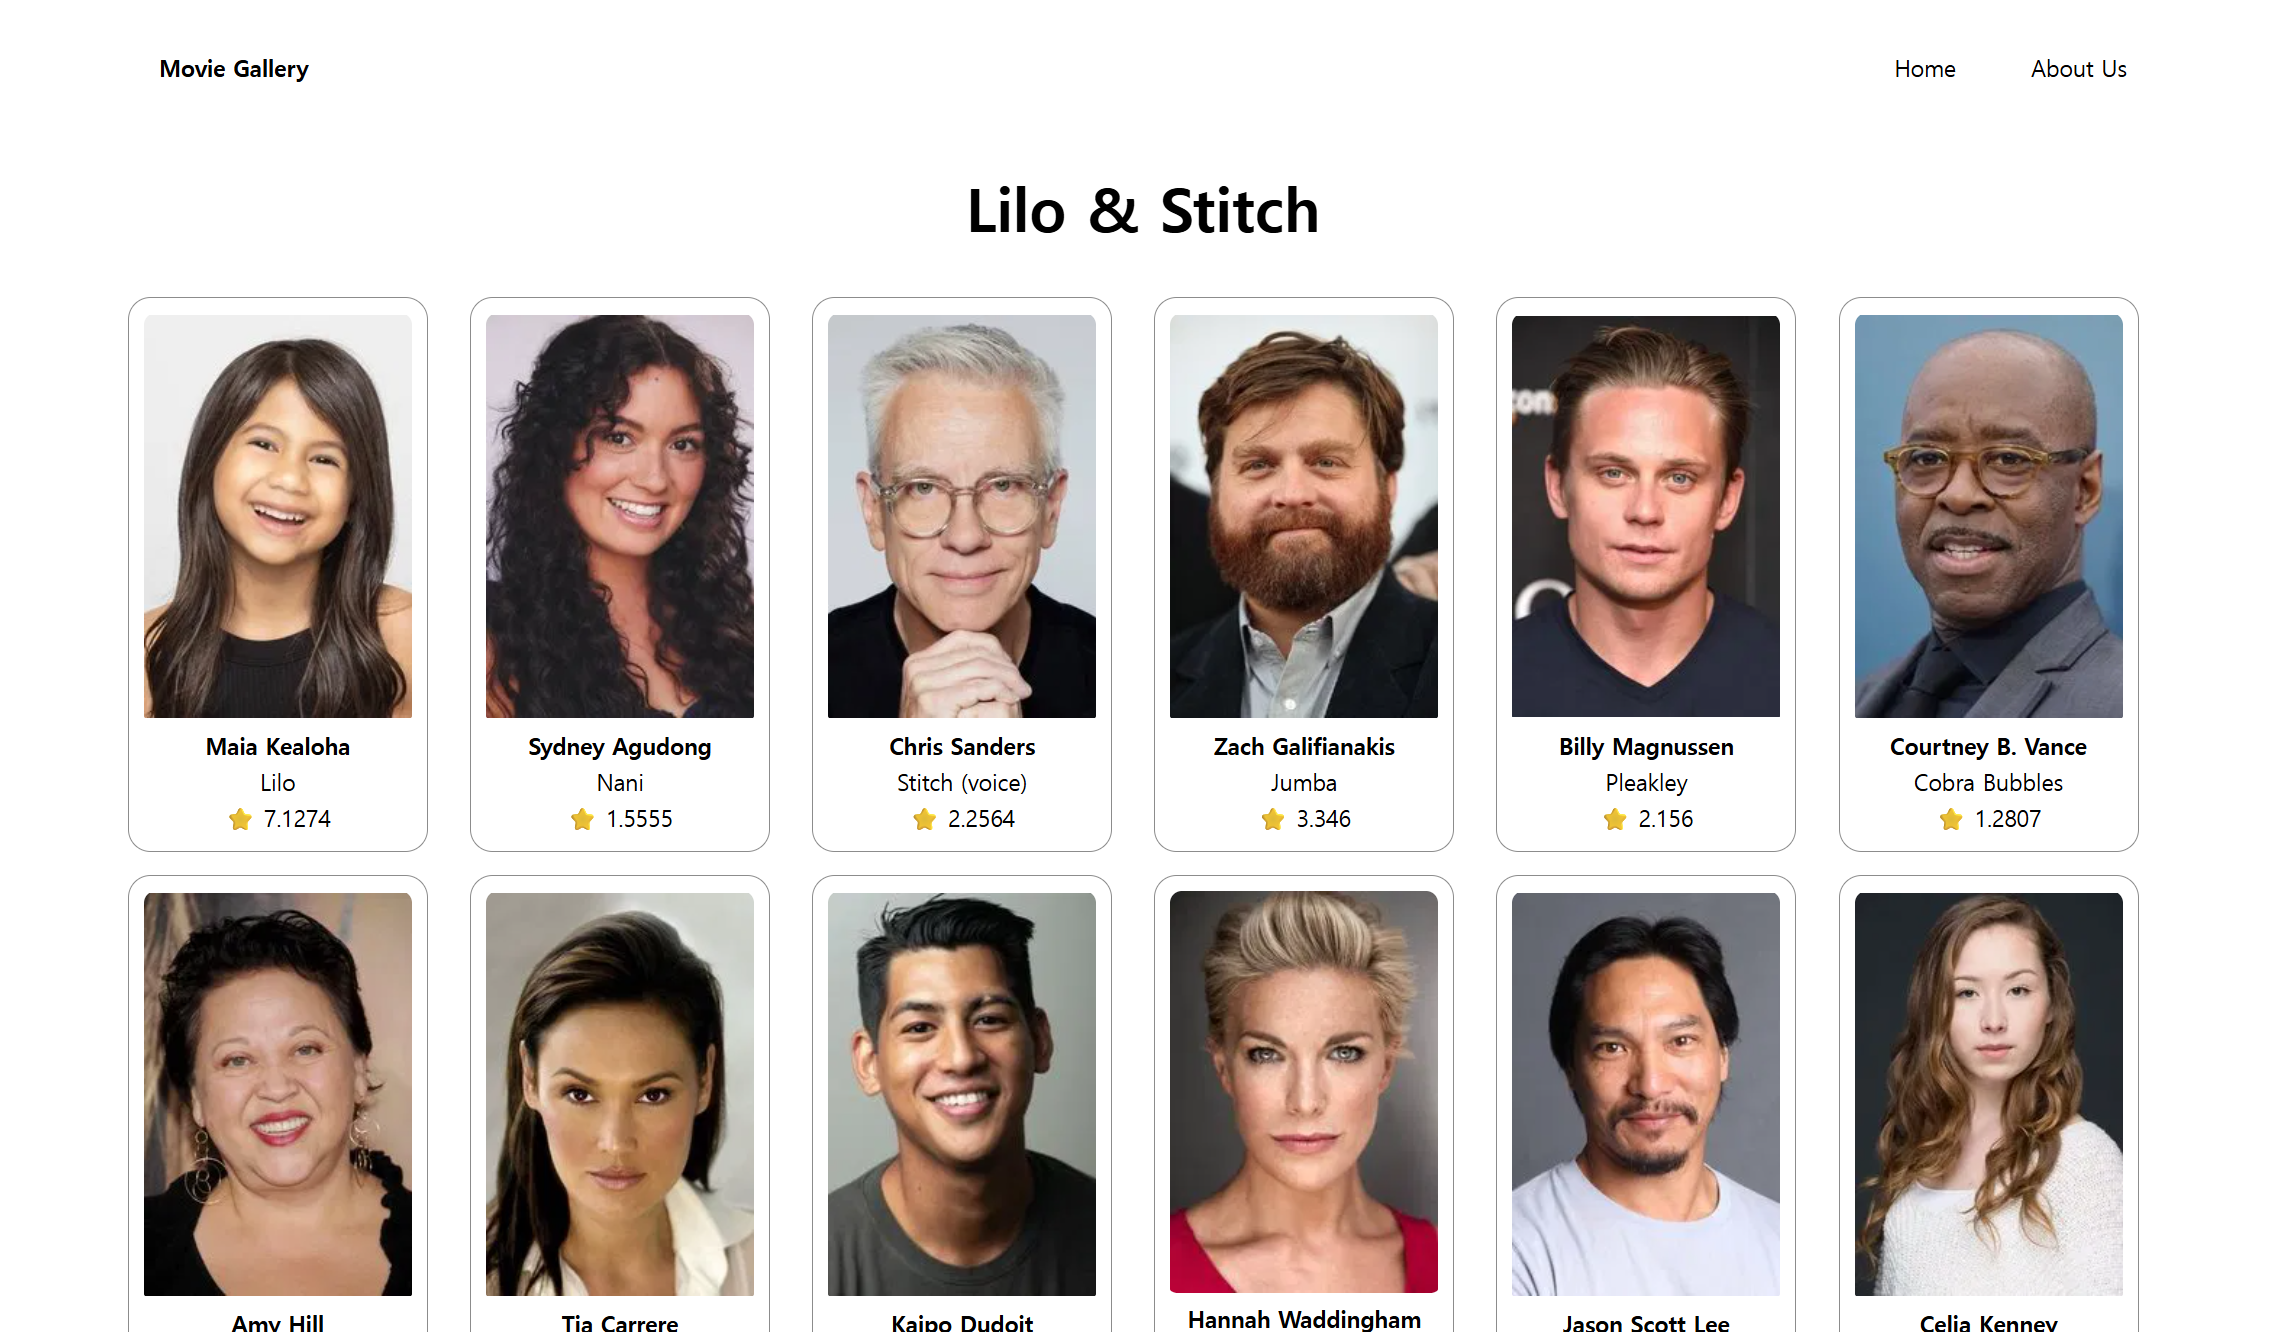 Movie Gallery
Home
About Us
Lilo & Stitch
Maia Kealoha
Lilo
7.1274
Sydney Agudong
Nani
1.5555
Chris Sanders
Stitch (voice)
2.2564
Zach Galifianakis
Jumba
3.346
Billy Magnussen
Pleakley
2.156
Courtney B. Vance
Cobra Bubbles
1.2807
Amy Hill
Tia Carrere
Kaipo Dudoit
Hannah Waddingham
Jason Scott Lee
Celia Kenney